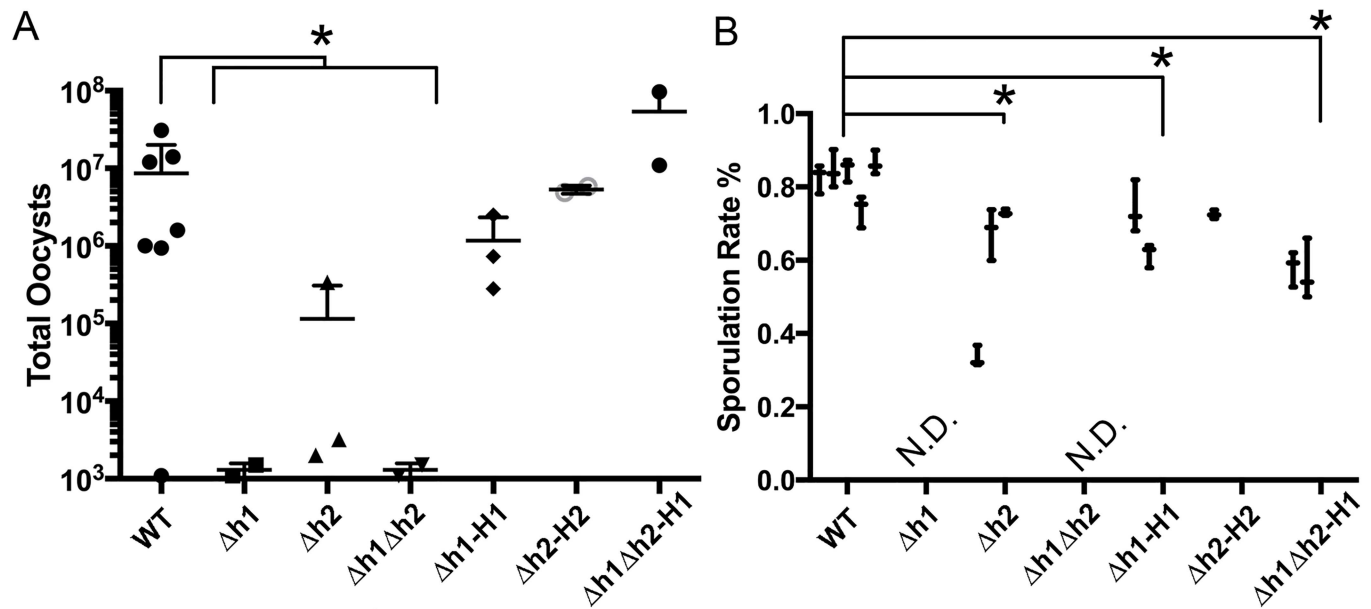 A
*
Total Oocysts
10⁸
10⁷
10⁶
10⁵
10⁴
10³
WT
Δh1
Δh2
Δh1Δh2
Δh1-H1
Δh2-H2
Δh1Δh2-H1
B
*
*
*
Sporulation Rate %
1.0
0.8
0.6
0.4
0.2
0.0
N.D.
N.D.
WT
Δh1
Δh2
Δh1Δh2
Δh1-H1
Δh2-H2
Δh1Δh2-H1